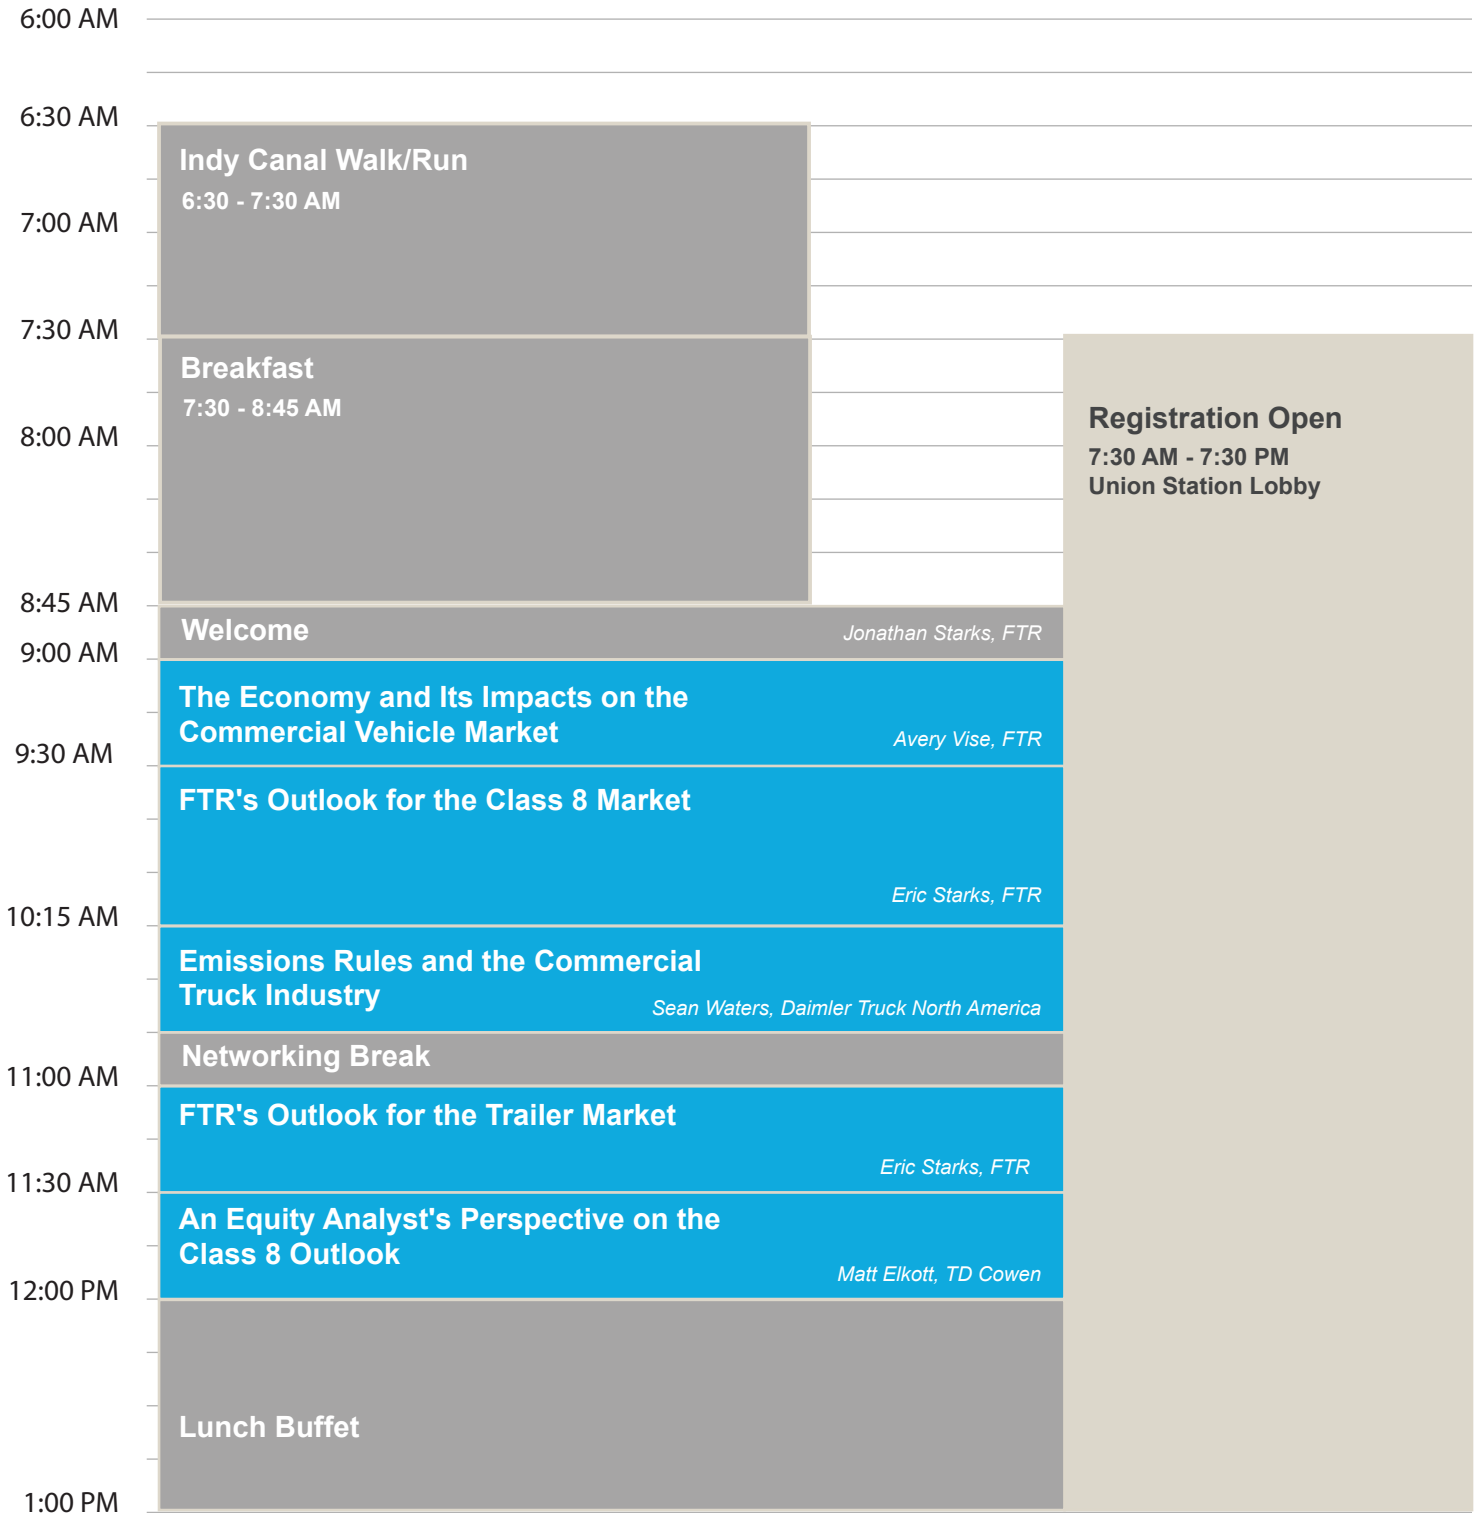 6:00 AM
6:30 AM
Indy Canal Walk/Run
6:30 - 7:30 AM
7:00 AM
7:30 AM
Breakfast
7:30 - 8:45 AM
Registration Open
7:30 AM - 7:30 PM
Union Station Lobby
8:00 AM
8:45 AM
Welcome
Jonathan Starks, FTR
9:00 AM
The Economy and Its Impacts on the
Commercial Vehicle Market
Avery Vise, FTR
9:30 AM
FTR's Outlook for the Class 8 Market
Eric Starks, FTR
10:15 AM
Emissions Rules and the Commercial
Truck Industry
Sean Waters, Daimler Truck North America
Networking Break
11:00 AM
FTR's Outlook for the Trailer Market
Eric Starks, FTR
11:30 AM
An Equity Analyst's Perspective on the
Class 8 Outlook
Matt Elkott, TD Cowen
12:00 PM
Lunch Buffet
1:00 PM